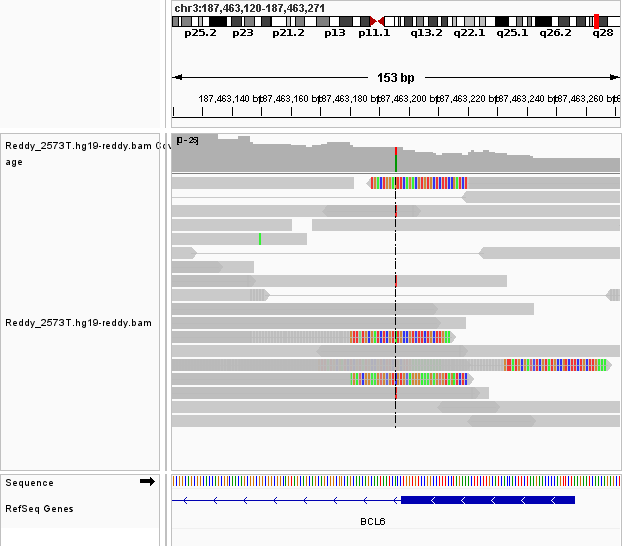 chr3:187,463,120-187,463,271
p25.2 p23 p21.2 p13 p11.1 q13.2 q22.1 q25.1 q26.2 q28
153 bp
187,463,140 bp 187,463,160 bp 187,463,180 bp 187,463,200 bp 187,463,220 bp 187,463,240 bp 187,463,260 bp
Reddy_2573T.hg19-reddy.bam Cov
age
Reddy_2573T.hg19-reddy.bam
Sequence
RefSeq Genes
BCL6